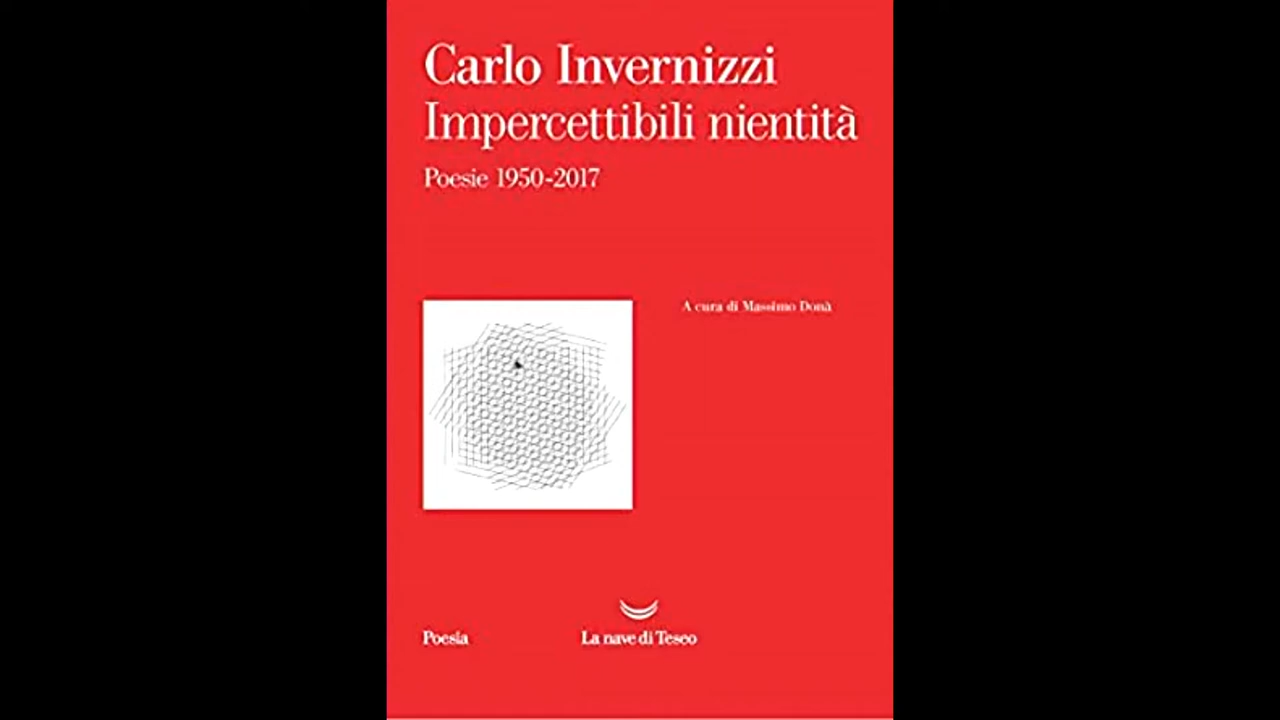 Carlo Invernizzi
Impercettibili nientità
Poesie 1950-2017
A cura di Massimo Donà
Poesia
La nave di Teseo